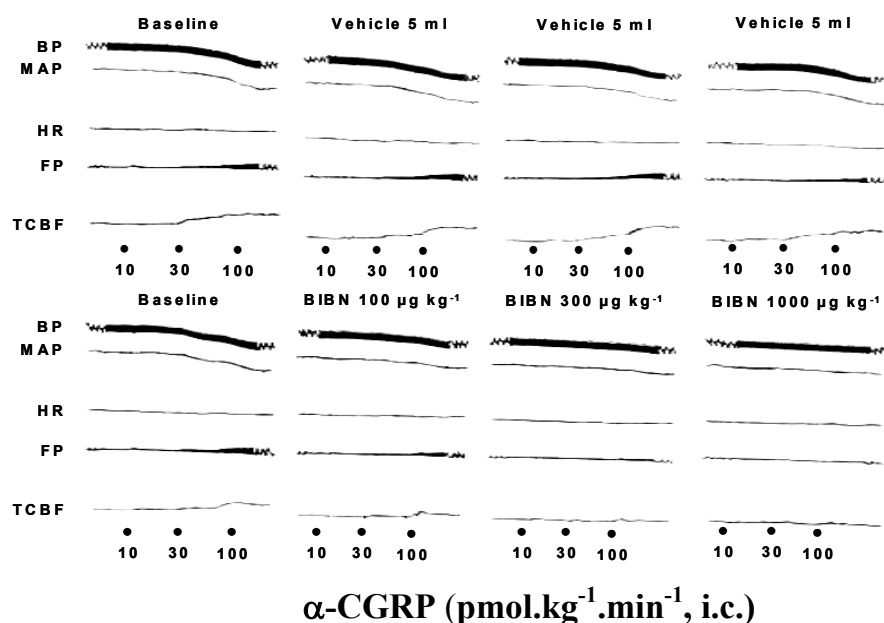 Baseline Vehicle 5 ml Vehicle 5 ml Vehicle 5 ml
BP
MAP
HR
FP
TCBF
10 30 100 10 30 100 10 30 100 10 30 100
Baseline BIBN 100 µg kg⁻¹ BIBN 300 µg kg⁻¹ BIBN 1000 µg kg⁻¹
BP
MAP
HR
FP
TCBF
10 30 100 10 30 100 10 30 100 10 30 100
α-CGRP (pmol.kg⁻¹.min⁻¹, i.c.)